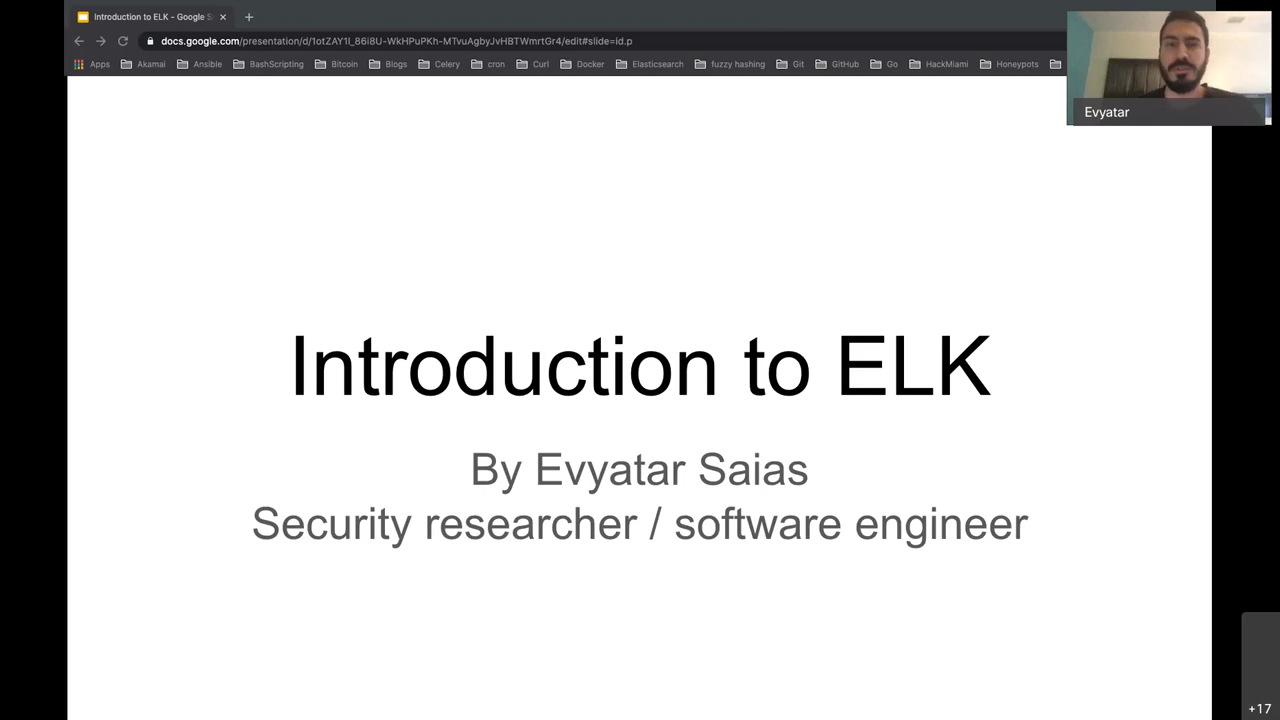 Introduction to ELK - Google S
docs.google.com/presentation/d/1otZAY1l_86i8U-WkHPuPKh-MTvuAgbyJvHBTWmrtGr4/edit#slide=id.p
Apps Akamai Ansible BashScripting Bitcoin Blogs Celery cron Curl Docker Elasticsearch fuzzy hashing Git GitHub Go HackMiami Honeypots
Evyatar
Introduction to ELK
By Evyatar Saias
Security researcher / software engineer
+17